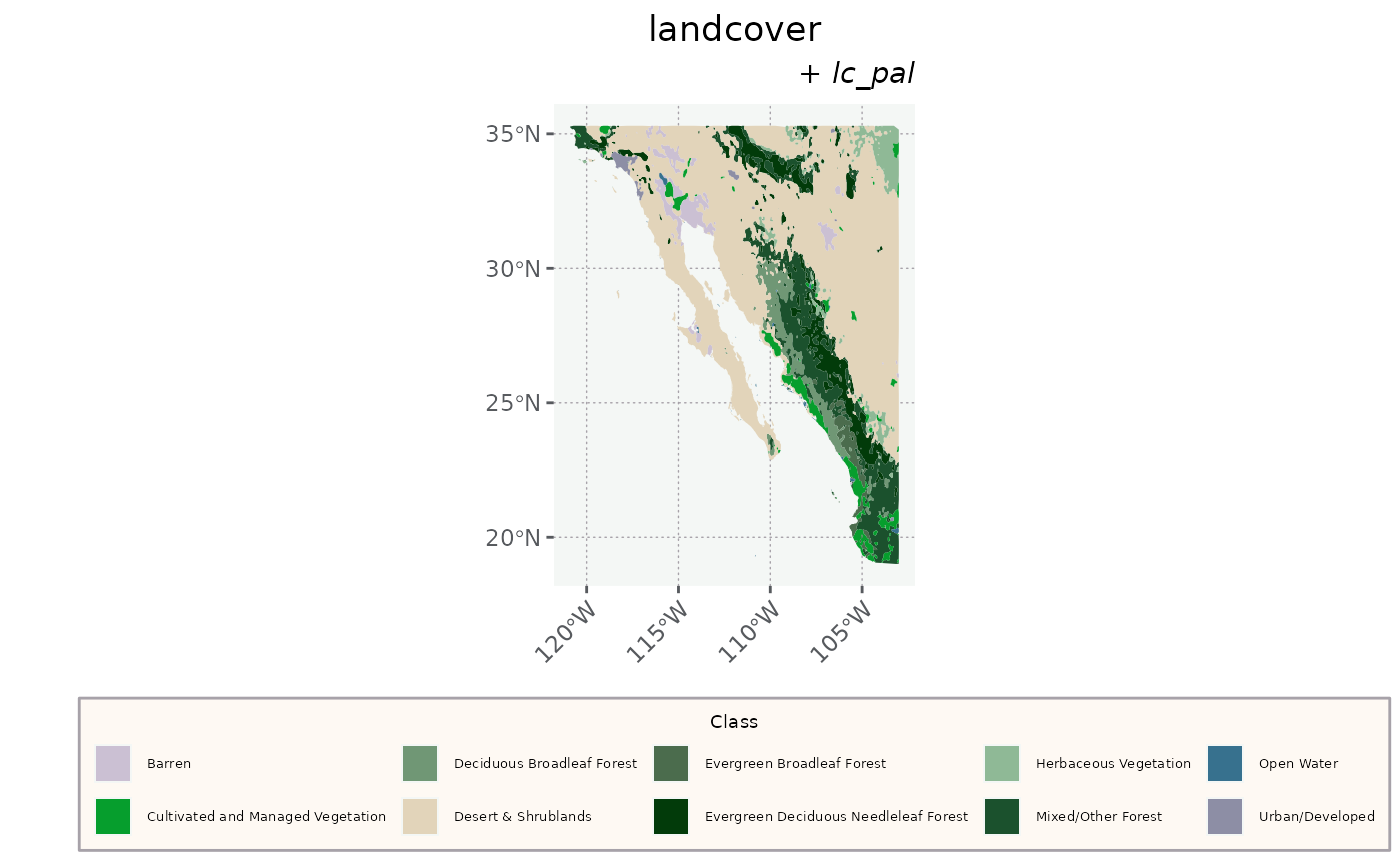 landcover
+ lc_pal
35°N
30°N
25°N
20°N
120°W 115°W 110°W 105°W
Class
Barren Deciduous Broadleaf Forest Evergreen Broadleaf Forest Herbaceous Vegetation Open Water
Cultivated and Managed Vegetation Desert & Shrublands Evergreen Deciduous Needleleaf Forest Mixed/Other Forest Urban/Developed